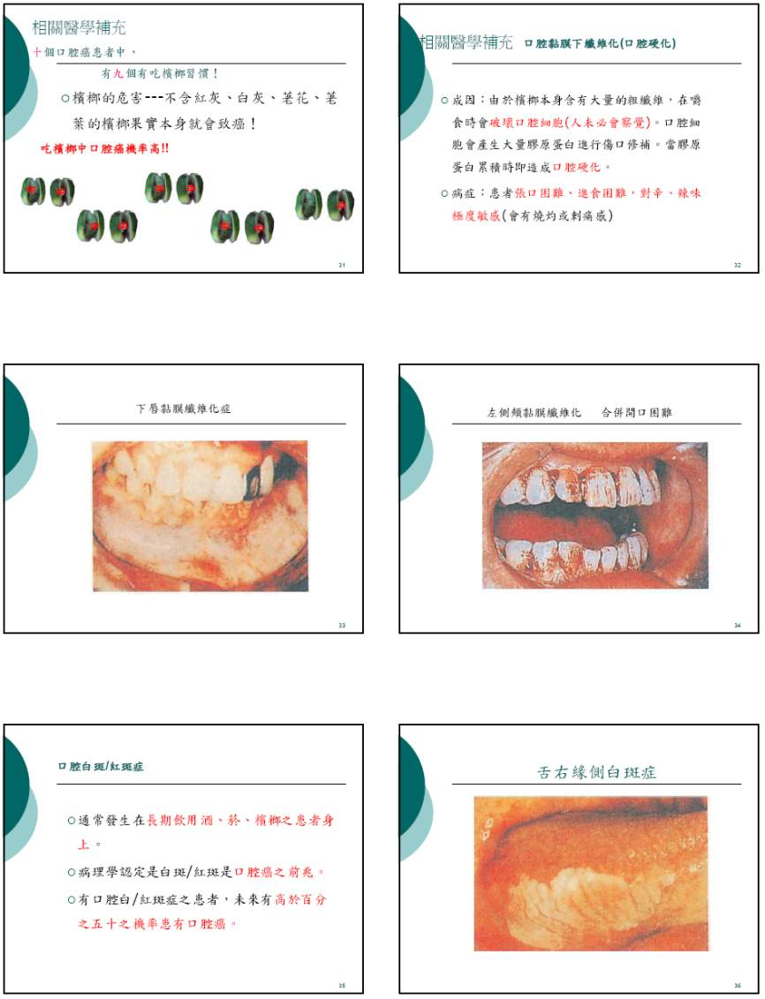 相關醫學補充
十個口腔癌患者中，
有九個有吃檳榔習慣！
檳榔的危害---不含紅灰、白灰、荖花、荖
葉的檳榔果實本身就會致癌！
吃檳榔中口腔癌機率高!!
31
相關醫學補充 口腔黏膜下纖維化(口腔硬化)
成因：由於檳榔本身含有大量的粗纖維，在嚼
食時會破壞口腔細胞(人未必會察覺)。口腔細
胞會產生大量膠原蛋白進行傷口修補。當膠原
蛋白累積時即造成口腔硬化。
病症：患者張口困難、進食困難，對辛、辣味
極度敏感(會有燒灼或刺痛感)
32
下唇黏膜纖維化症
33
左側頰黏膜纖維化 合併開口困難
34
口腔白斑/紅斑症
通常發生在長期飲用酒、菸、檳榔之患者身
上。
病理學認定是白斑/紅斑是口腔癌之前兆。
有口腔白/紅斑症之患者，未來有高於百分
之五十之機率患有口腔癌。
35
舌右緣側白斑症
36